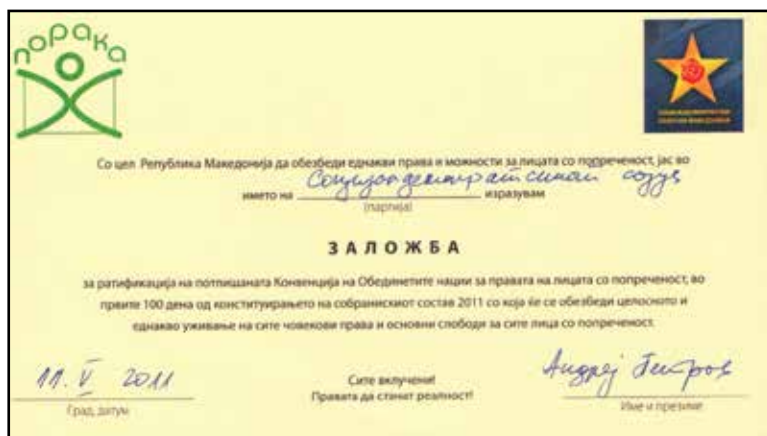 порака
Со цел Република Македонија да обезбеди еднакви права и можности за лицата со попреченост, јас во
името на Социјалдемократскиот сојуз изразувам
(партија)
ЗАЛОЖБА
за ратификација на потпишаната Конвенција на Обединетите нации за правата на лицата со попреченост, во
првите 100 дена од конституирањето на собранискиот состав 2011 со која ќе се обезбеди целосното и
еднакво уживање на сите човекови права и основни слободи за сите лица со попреченост.
11. V 2011
Град, датум
Сите вклучени!
Правата да станат реалност!
Андреј Петров
Име и презиме